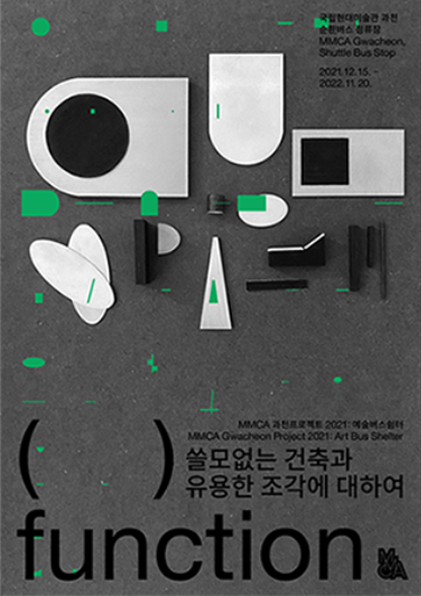 국립현대미술관 과천
순환버스 정류장
MMCA Gwacheon,
Shuttle Bus Stop
2021.12.15. –
2022.11.20.
MMCA 과천프로젝트 2021: 예술버스쉼터
MMCA Gwacheon Project 2021: Art Bus Shelter
( )
쓸모없는 건축과
유용한 조각에 대하여
function
MMCA